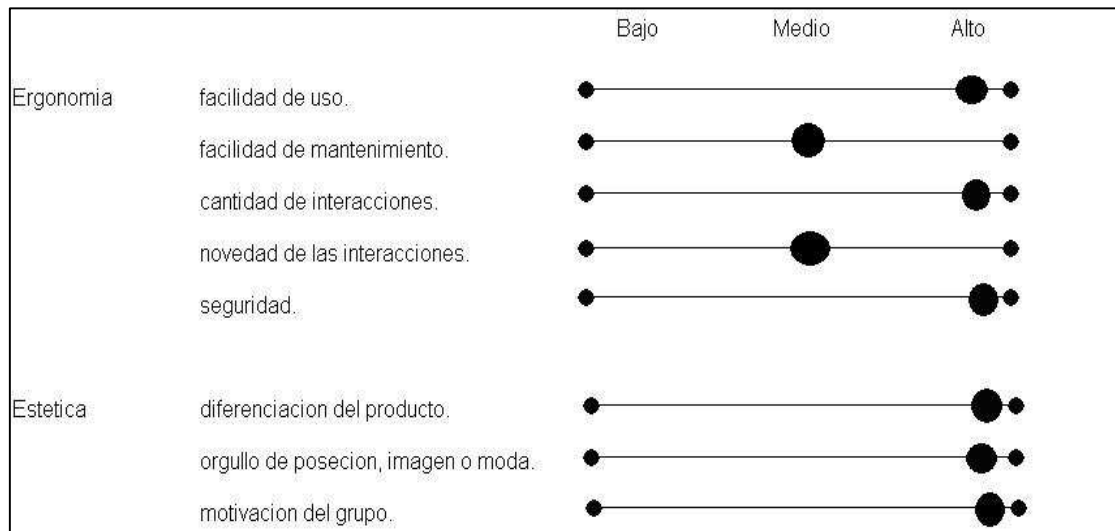 Bajo Medio Alto
Ergonomia facilidad de uso.
facilidad de mantenimiento.
cantidad de interacciones.
novedad de las interacciones.
seguridad.
Estetica diferenciacion del producto.
orgullo de posecion, imagen o moda.
motivacion del grupo.